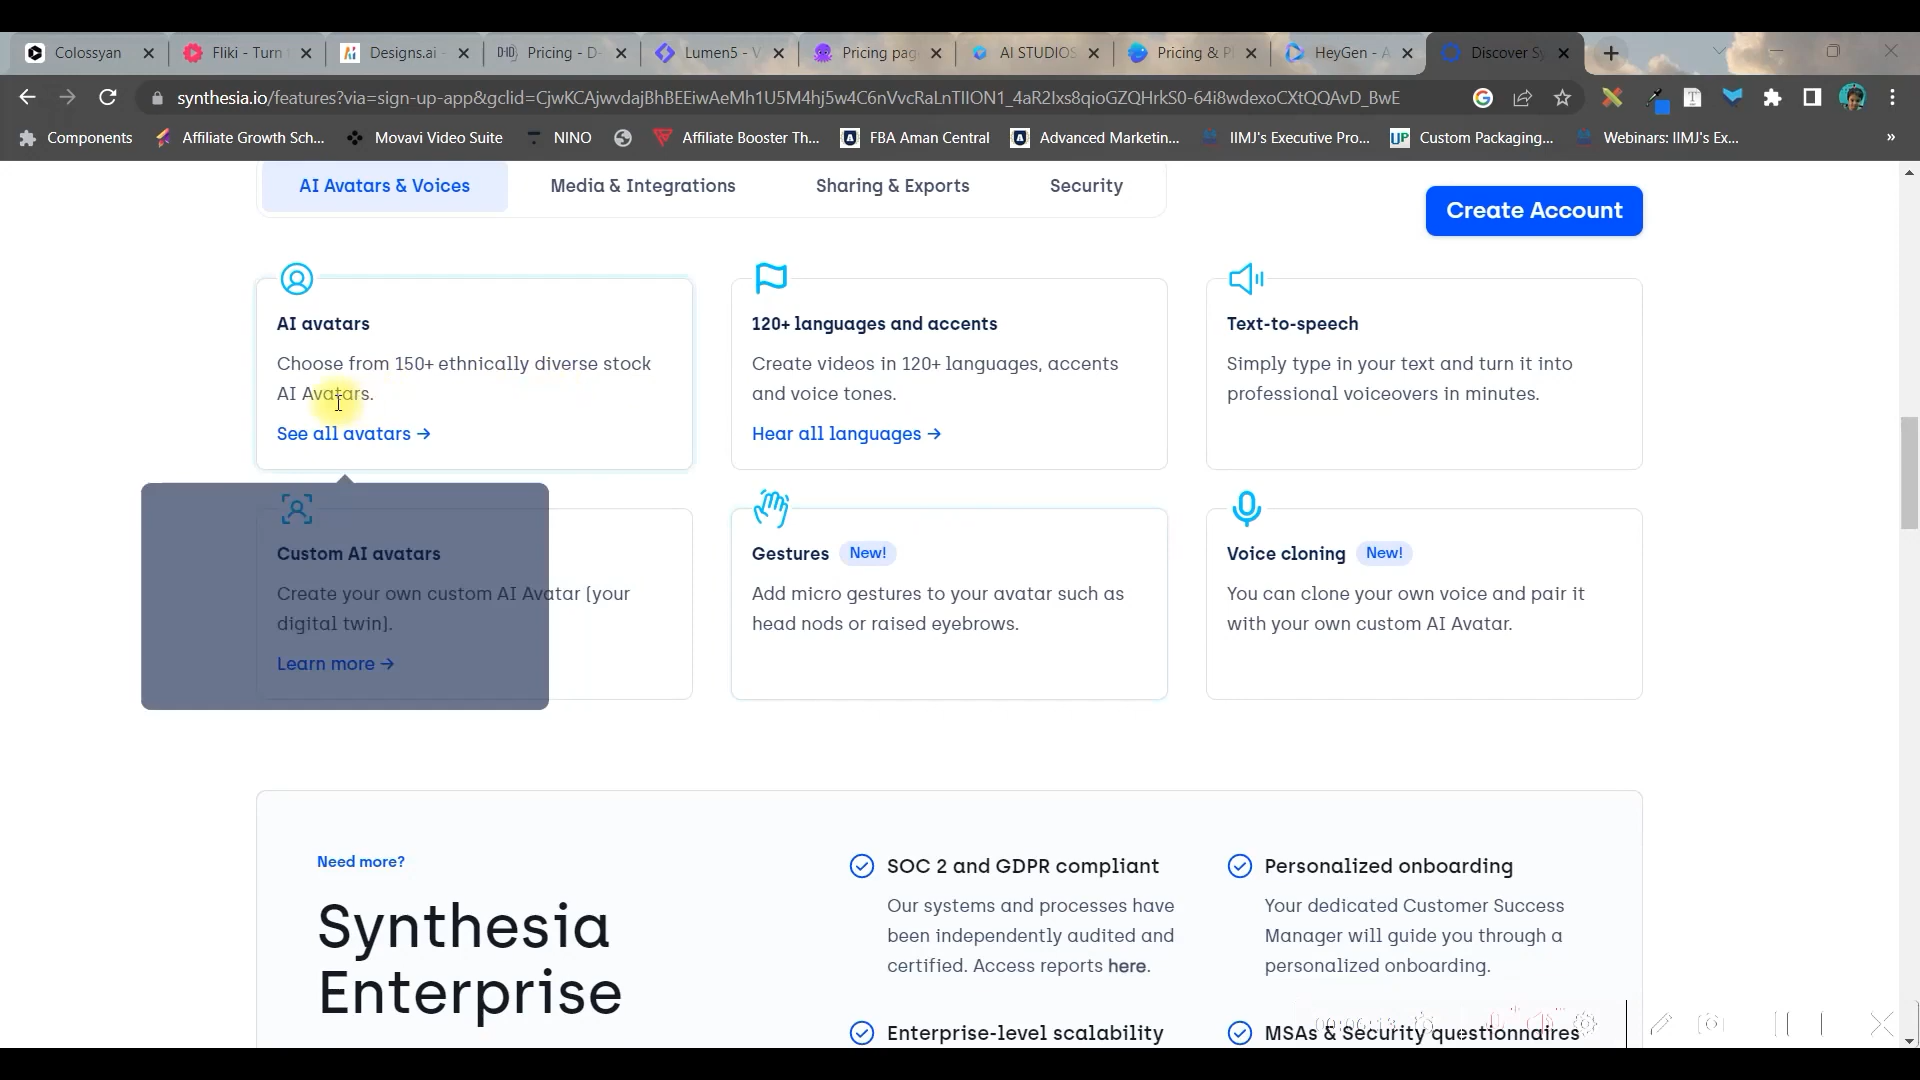 Colossyan
Fliki - Turn
Designs.ai -
Pricing - D-
Lumen5 - V
Pricing pag
AI STUDIOS
Pricing & Pl
HeyGen - A
Discover Sy
synthesia.io/features?via=sign-up-app&gclid=CjwKCAjwvdajBhBEEiwAeMh1U5M4hj5w4C6nVvcRaLnTIION1_4aR2Ixs8qioGZQHrkS0-64i8wdexoCXtQQAvD_BwE
Components
Affiliate Growth Sch...
Movavi Video Suite
NINO
Affiliate Booster Th...
FBA Aman Central
Advanced Marketin...
IIMJ's Executive Pro...
UP
Custom Packaging...
Webinars: IIMJ's Ex...
»
AI Avatars & Voices
Media & Integrations
Sharing & Exports
Security
Create Account
AI avatars
Choose from 150+ ethnically diverse stock
AI Avatars.
See all avatars →
120+ languages and accents
Create videos in 120+ languages, accents
and voice tones.
Hear all languages →
Text-to-speech
Simply type in your text and turn it into
professional voiceovers in minutes.
Custom AI avatars
Create your own custom AI Avatar (your
digital twin).
Learn more →
Gestures New!
Add micro gestures to your avatar such as
head nods or raised eyebrows.
Voice cloning New!
You can clone your own voice and pair it
with your own custom AI Avatar.
Need more?
Synthesia
Enterprise
SOC 2 and GDPR compliant
Our systems and processes have
been independently audited and
certified. Access reports here.
Personalized onboarding
Your dedicated Customer Success
Manager will guide you through a
personalized onboarding.
Enterprise-level scalability
MSAs & Security questionnaires